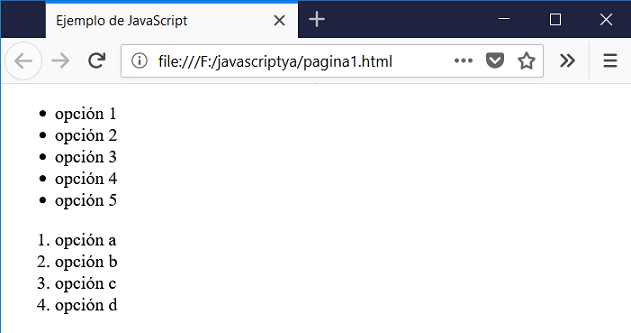 Ejemplo de JavaScript
file:///F:/javascriptya/pagina1.html
opción 1
opción 2
opción 3
opción 4
opción 5
1. opción a
2. opción b
3. opción c
4. opción d